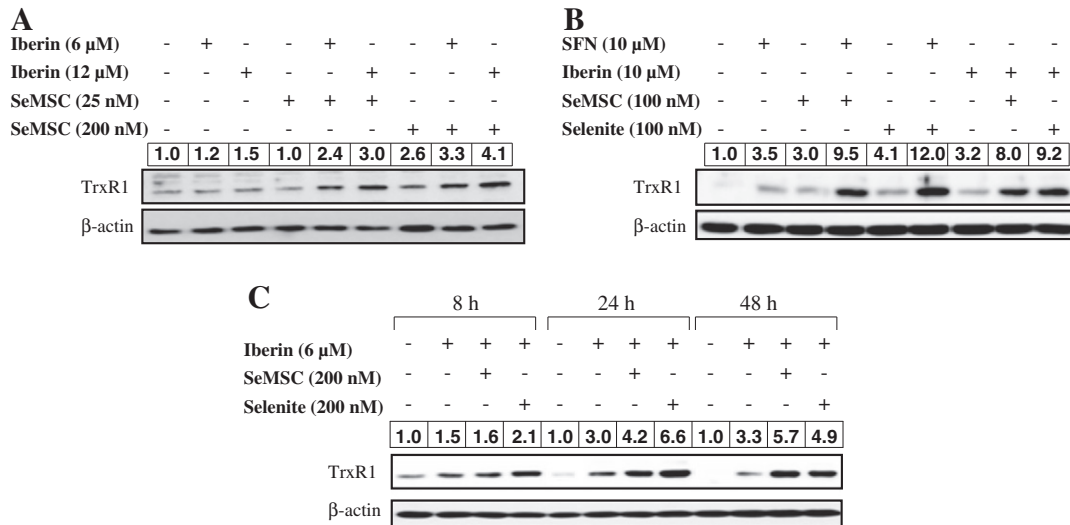 A
Iberin (6 µM) - + - - + - - + -
Iberin (12 µM) - - + - - + - - +
SeMSC (25 nM) - - - + + + - - -
SeMSC (200 nM) - - - - - - + + +
1.0 1.2 1.5 1.0 2.4 3.0 2.6 3.3 4.1
TrxR1
β-actin
B
SFN (10 µM) - + - + - + - - -
Iberin (10 µM) - - - - - - + + +
SeMSC (100 nM) - - + + - - - + -
Selenite (100 nM) - - - - + + - - +
1.0 3.5 3.0 9.5 4.1 12.0 3.2 8.0 9.2
TrxR1
β-actin
C
8 h 24 h 48 h
Iberin (6 µM) - + + + - + + + - + + +
SeMSC (200 nM) - - + - - - + - - - + -
Selenite (200 nM) - - - + - - - + - - - +
1.0 1.5 1.6 2.1 1.0 3.0 4.2 6.6 1.0 3.3 5.7 4.9
TrxR1
β-actin